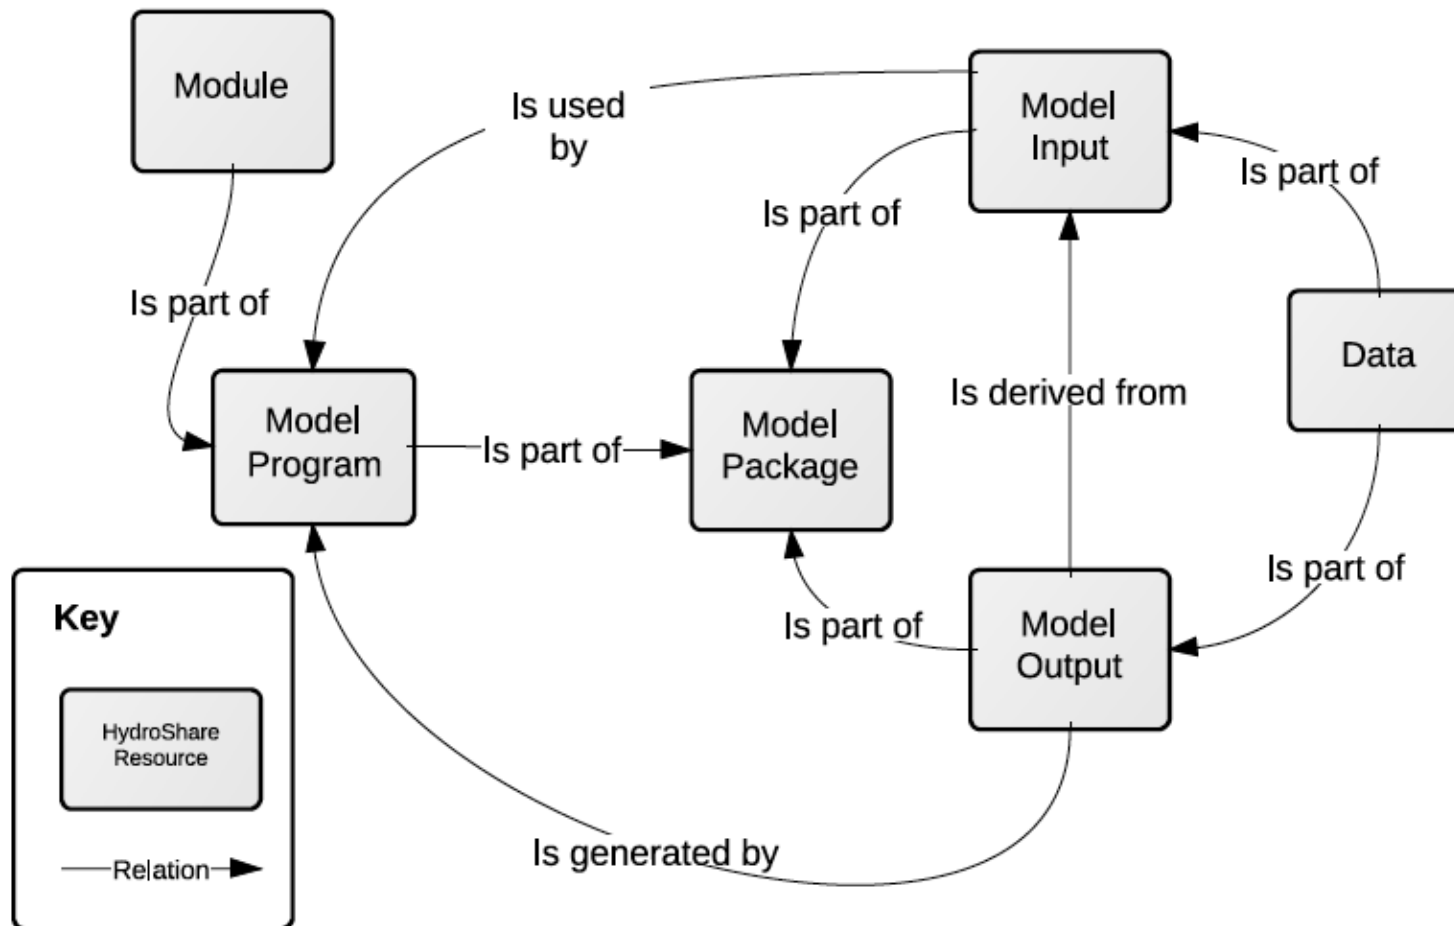 Module
Is used
by
Model
Input
Is part of
Is part of
Is part of
Data
Is derived from
Model
Program
Is part of
Model
Package
Is part of
Is part of
Model
Output
Key
HydroShare
Resource
Relation
Is generated by